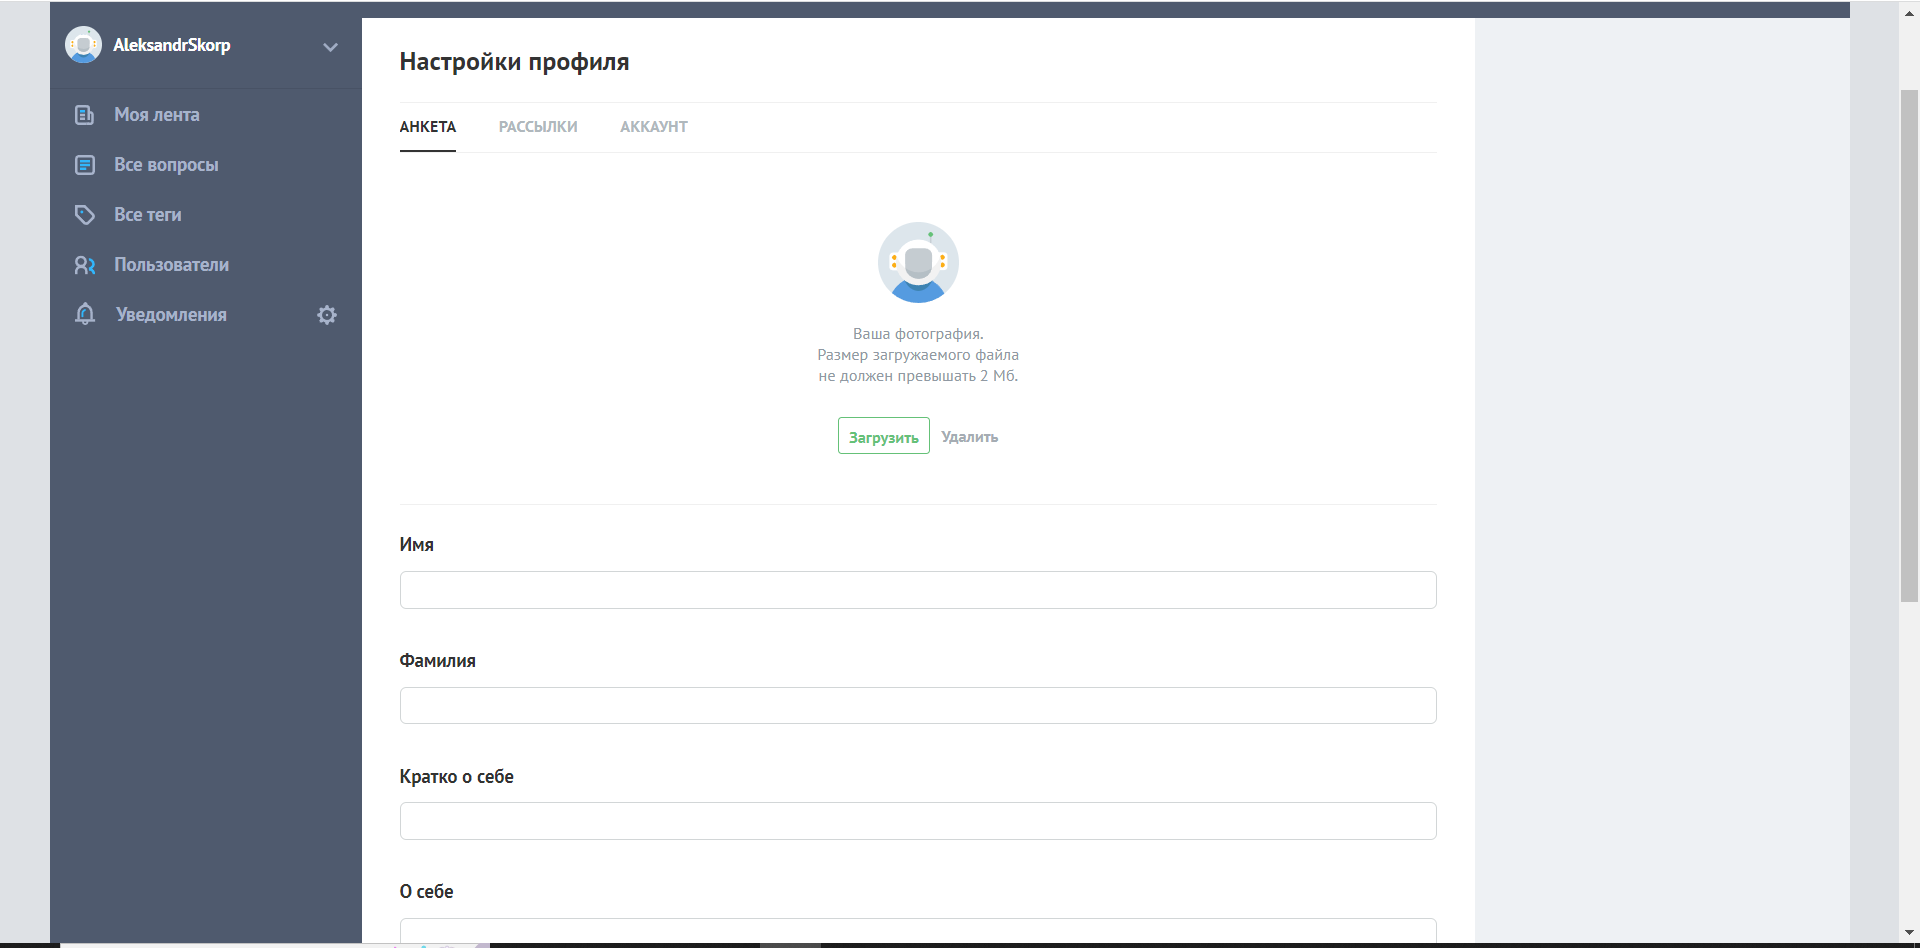 AleksandrSkorp
Моя лента
Все вопросы
Все теги
Пользователи
Уведомления
Настройки профиля
АНКЕТА РАССЫЛКИ АККАУНТ
Ваша фотография.
Размер загружаемого файла
не должен превышать 2 Мб.
Загрузить Удалить
Имя
Фамилия
Кратко о себе
О себе